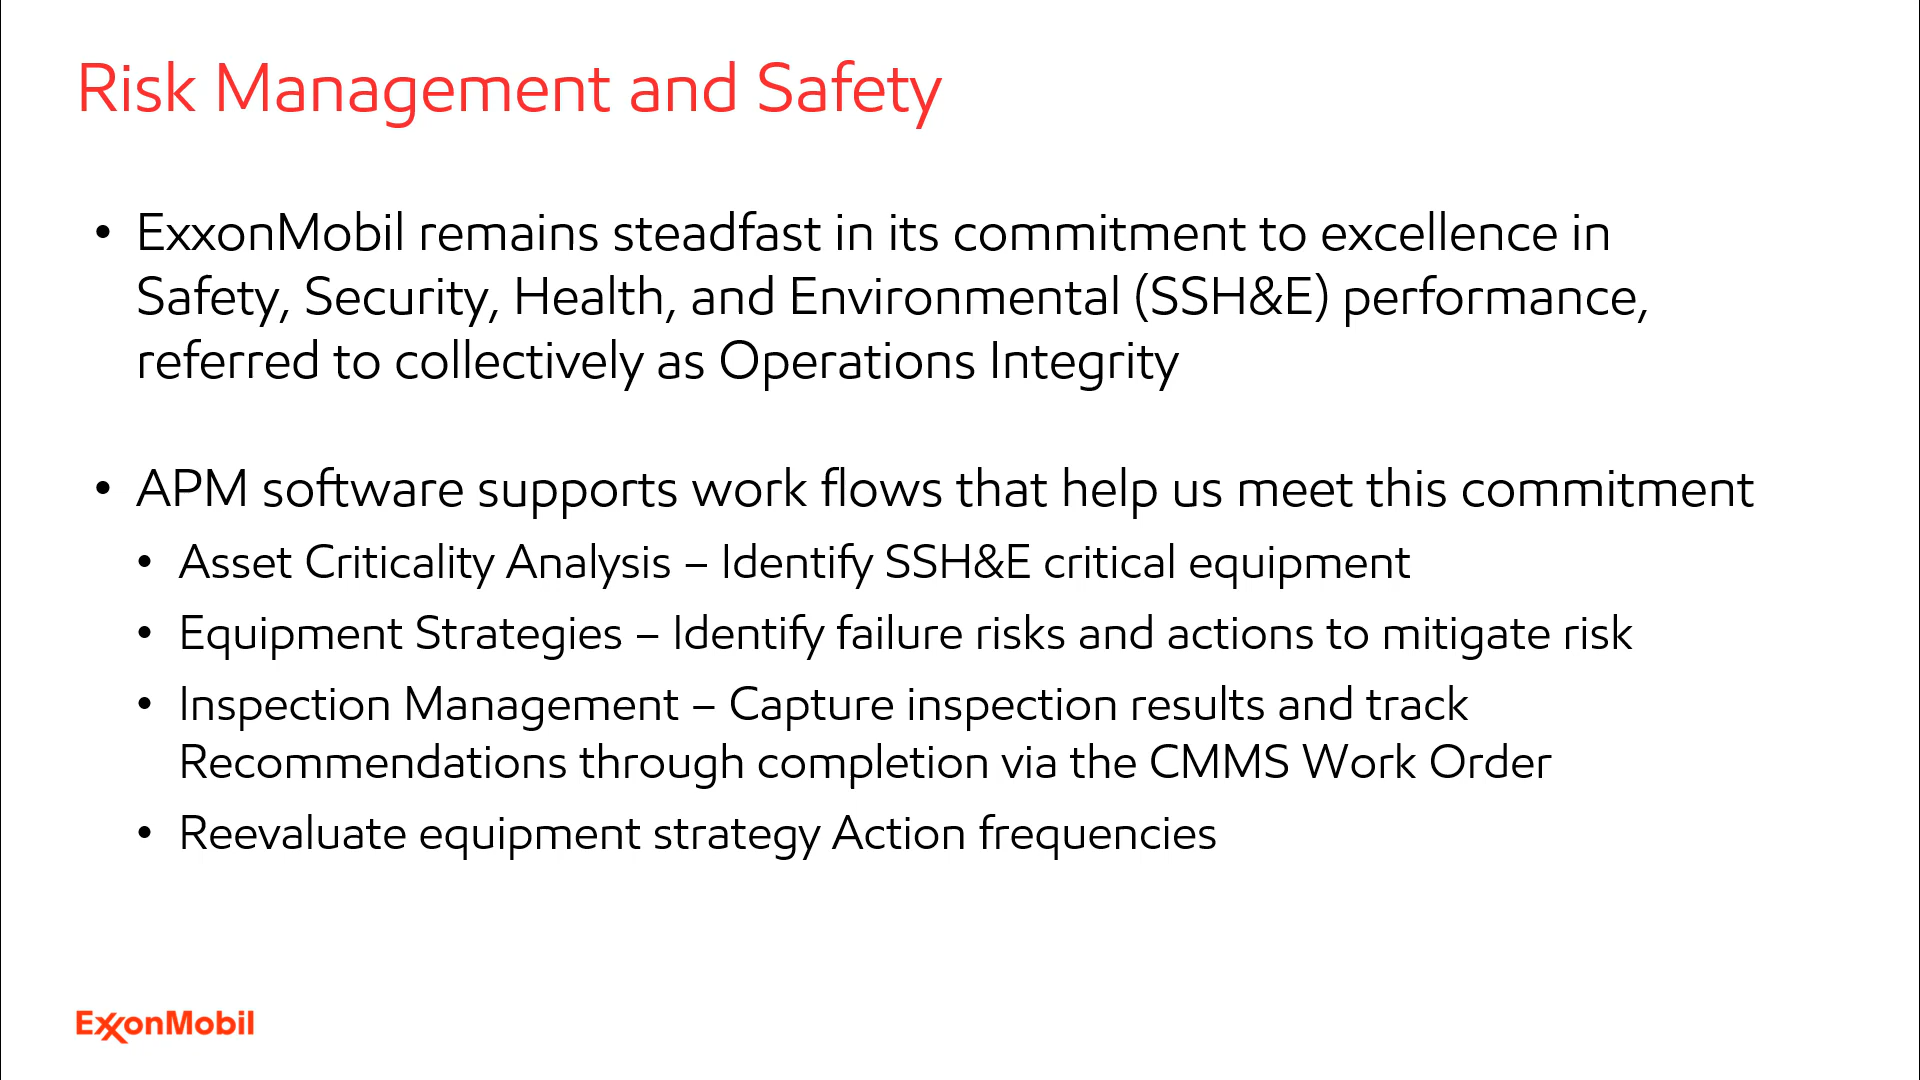 Risk Management and Safety
• ExxonMobil remains steadfast in its commitment to excellence in
Safety, Security, Health, and Environmental (SSH&E) performance,
referred to collectively as Operations Integrity
• APM software supports work flows that help us meet this commitment
• Asset Criticality Analysis – Identify SSH&E critical equipment
• Equipment Strategies – Identify failure risks and actions to mitigate risk
• Inspection Management – Capture inspection results and track
Recommendations through completion via the CMMS Work Order
• Reevaluate equipment strategy Action frequencies
ExxonMobil